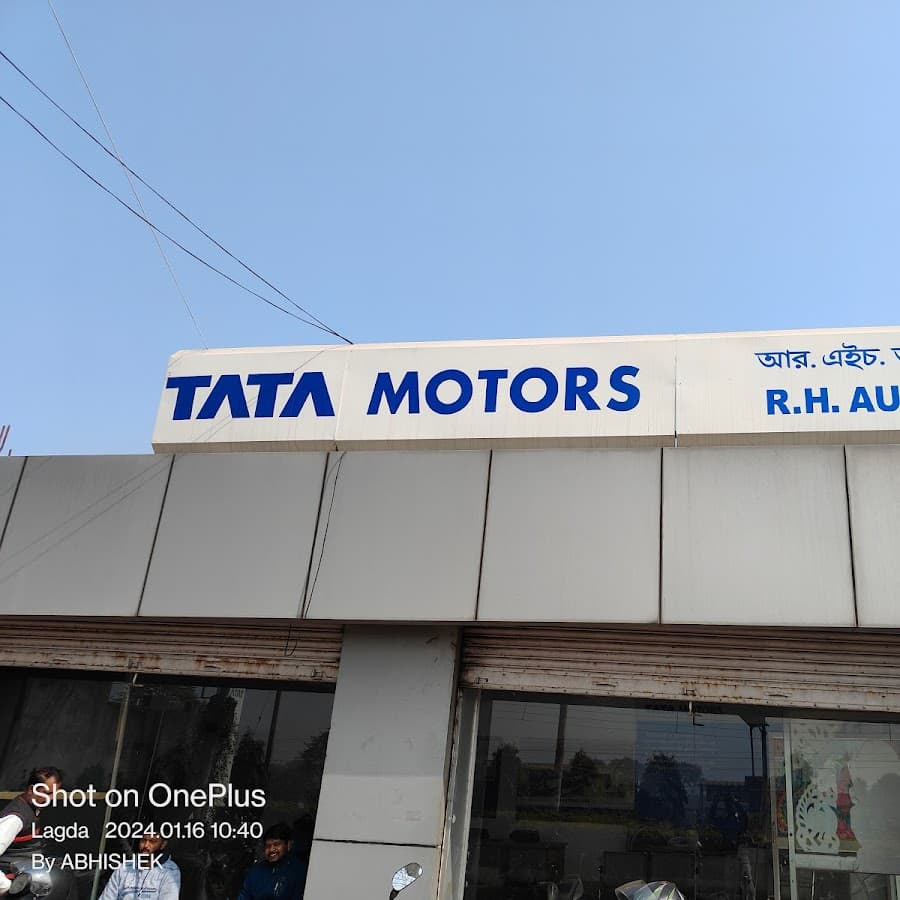 TATA MOTORS
আর. এইচ.
R.H. AU
Shot on OnePlus
Lagda 2024.01.16 10:40
By ABHISHEK